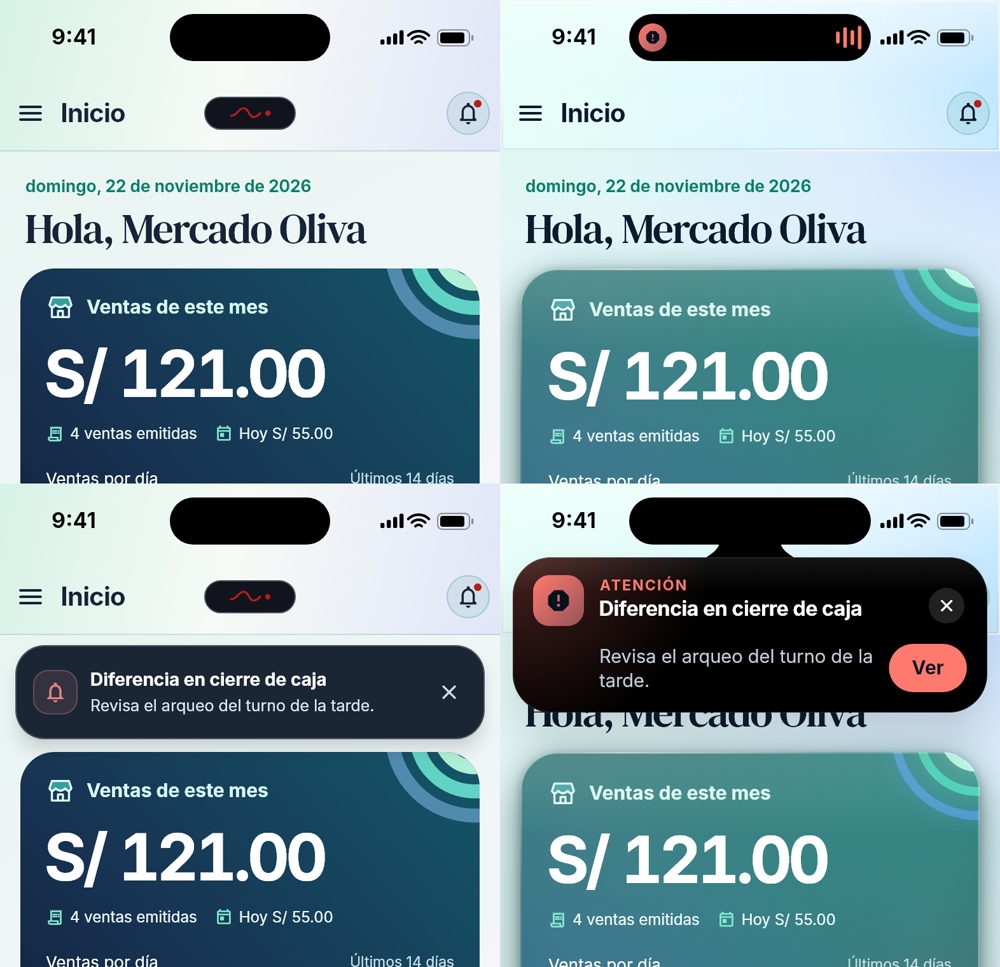 9:41
Inicio
domingo, 22 de noviembre de 2026
Hola, Mercado Oliva
Ventas de este mes
S/ 121.00
4 ventas emitidas Hoy S/ 55.00
Ventas por día Últimos 14 días
9:41
Inicio
domingo, 22 de noviembre de 2026
Hola, Mercado Oliva
Ventas de este mes
S/ 121.00
4 ventas emitidas Hoy S/ 55.00
Ventas por día Últimos 14 días
9:41
Inicio
Diferencia en cierre de caja
Revisa el arqueo del turno de la tarde.
Ventas de este mes
S/ 121.00
4 ventas emitidas Hoy S/ 55.00
Ventas por día Últimos 14 días
9:41
ATENCIÓN
Diferencia en cierre de caja
Revisa el arqueo del turno de la
tarde.
Ver
Hola, Mercado Oliva
Ventas de este mes
S/ 121.00
4 ventas emitidas Hoy S/ 55.00
Ventas por día Últimos 14 días